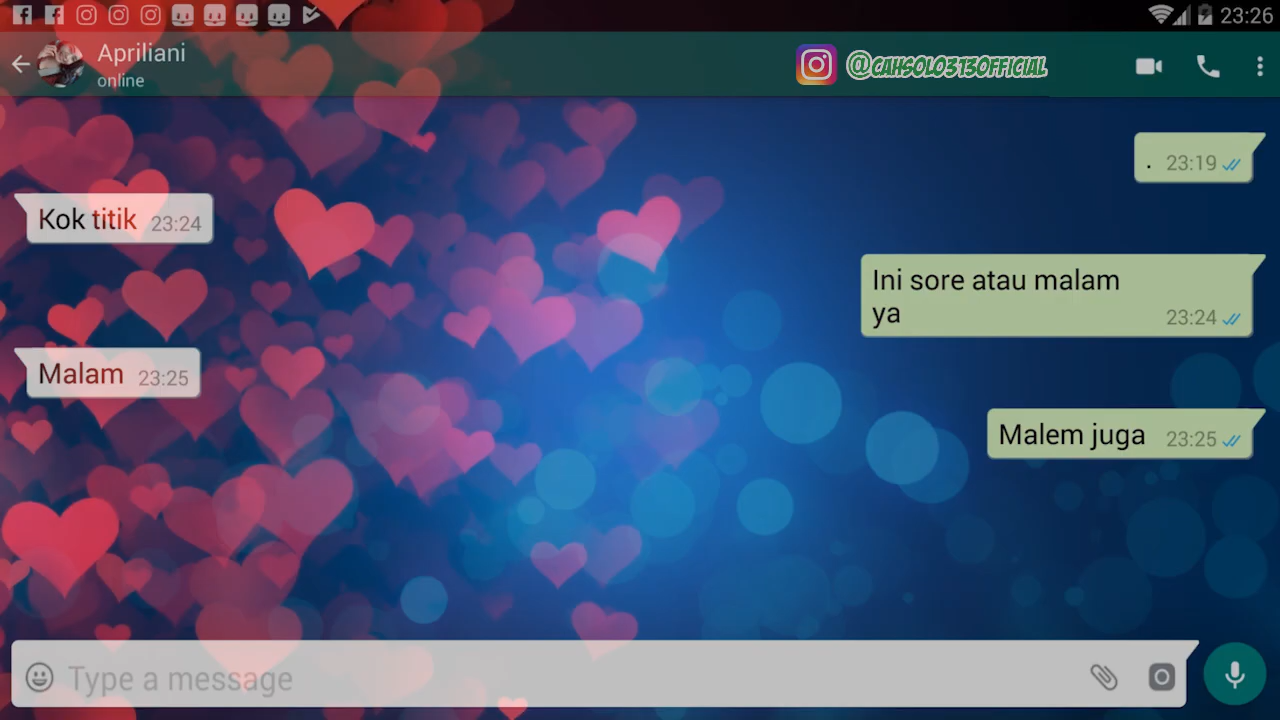 23:26
Apriliani
online
@CAHSOLO313OFFICIAL
. 23:19
Kok titik 23:24
Ini sore atau malam
ya 23:24
Malam 23:25
Malem juga 23:25
Type a message